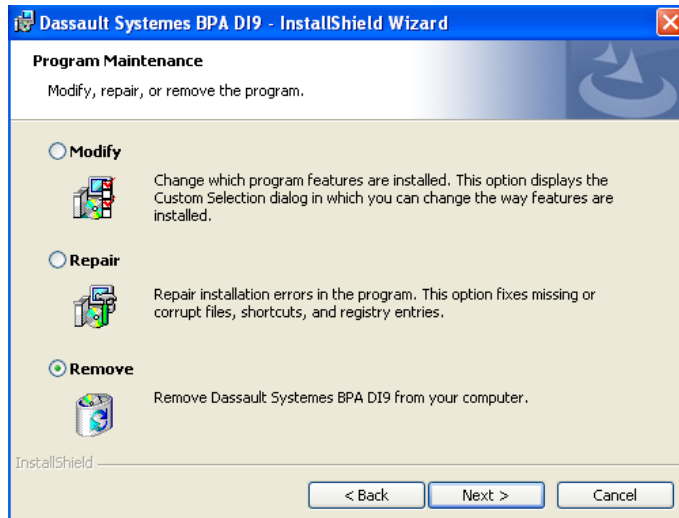 Dassault Systemes BPA DI9 - InstallShield Wizard
Program Maintenance
Modify, repair, or remove the program.
Modify
Change which program features are installed. This option displays the
Custom Selection dialog in which you can change the way features are
installed.
Repair
Repair installation errors in the program. This option fixes missing or
corrupt files, shortcuts, and registry entries.
Remove
Remove Dassault Systemes BPA DI9 from your computer.
InstallShield
< Back Next > Cancel